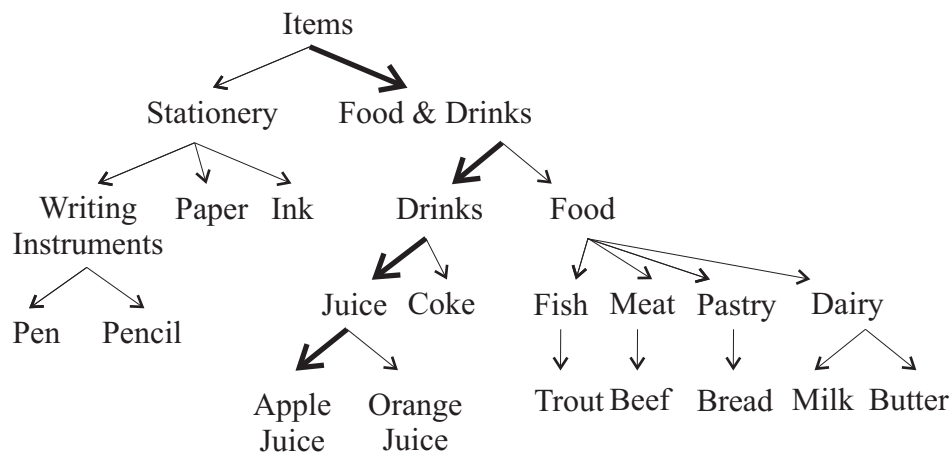 Items
Stationery Food & Drinks
Writing Instruments Paper Ink Drinks Food
Pen Pencil Juice Coke Fish Meat Pastry Dairy
Apple Juice Orange Juice Trout Beef Bread Milk Butter